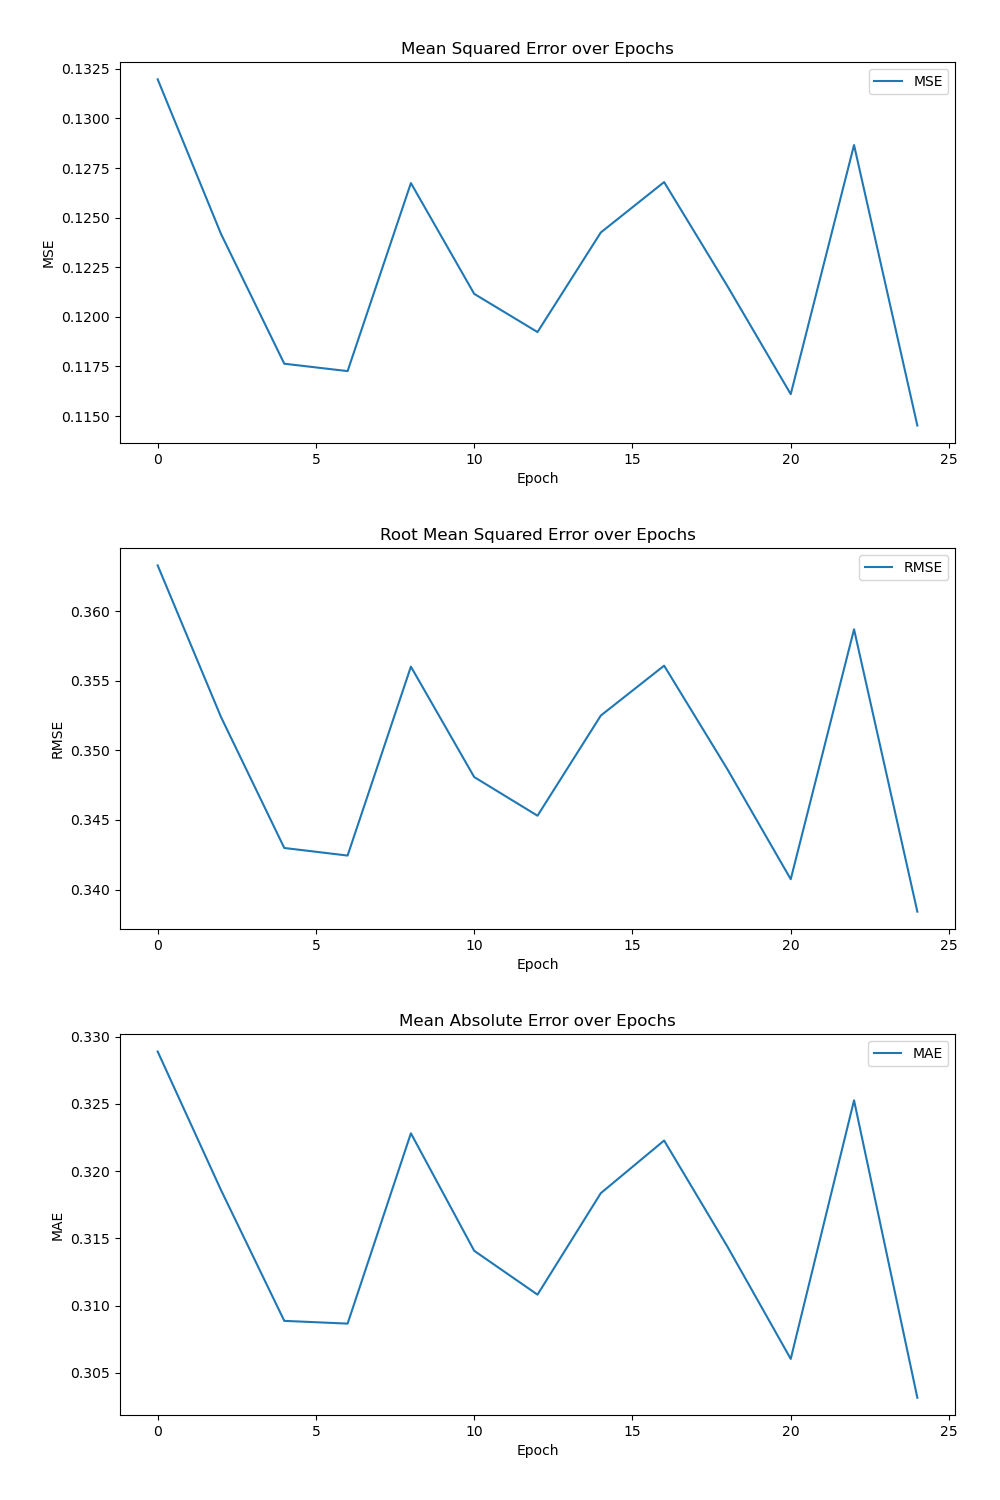 Mean Squared Error over Epochs
MSE
0.1325
0.1300
0.1275
0.1250
0.1225
0.1200
0.1175
0.1150
MSE
0 5 10 15 20 25
Epoch
Root Mean Squared Error over Epochs
RMSE
0.360
0.355
0.350
0.345
0.340
RMSE
0 5 10 15 20 25
Epoch
Mean Absolute Error over Epochs
MAE
0.330
0.325
0.320
0.315
0.310
0.305
MAE
0 5 10 15 20 25
Epoch